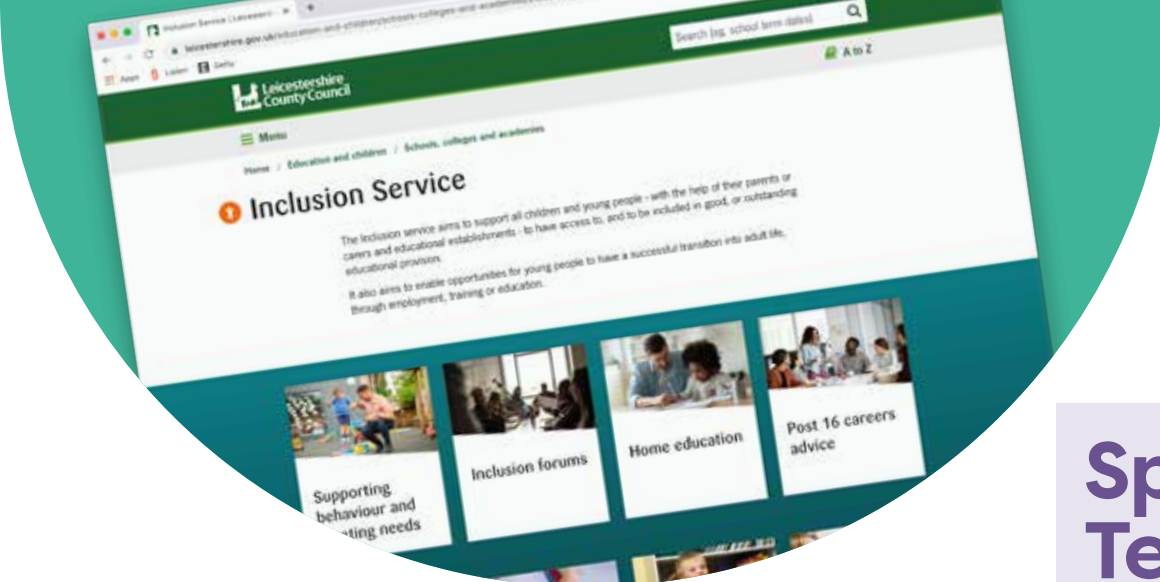 Inclusion Service | Leicesters
leicestershire.gov.uk/education-and-children/schools-colleges-and-academies
Apps
Listen
Getty
Leicestershire
County Council
Search (eg. school term dates)
Menu
A to Z
Home / Education and children / Schools, colleges and academies
Inclusion Service
The inclusion service aims to support all children and young people - with the help of their parents or
carers and educational establishments - to have access to, and to be included in good, or outstanding
educational provision.
It also aims to enable opportunities for young people to have a successful transition into adult life,
through employment, training or education.
Supporting
behaviour and
ting needs
Inclusion forums
Home education
Post 16 careers
advice
Sp
Te